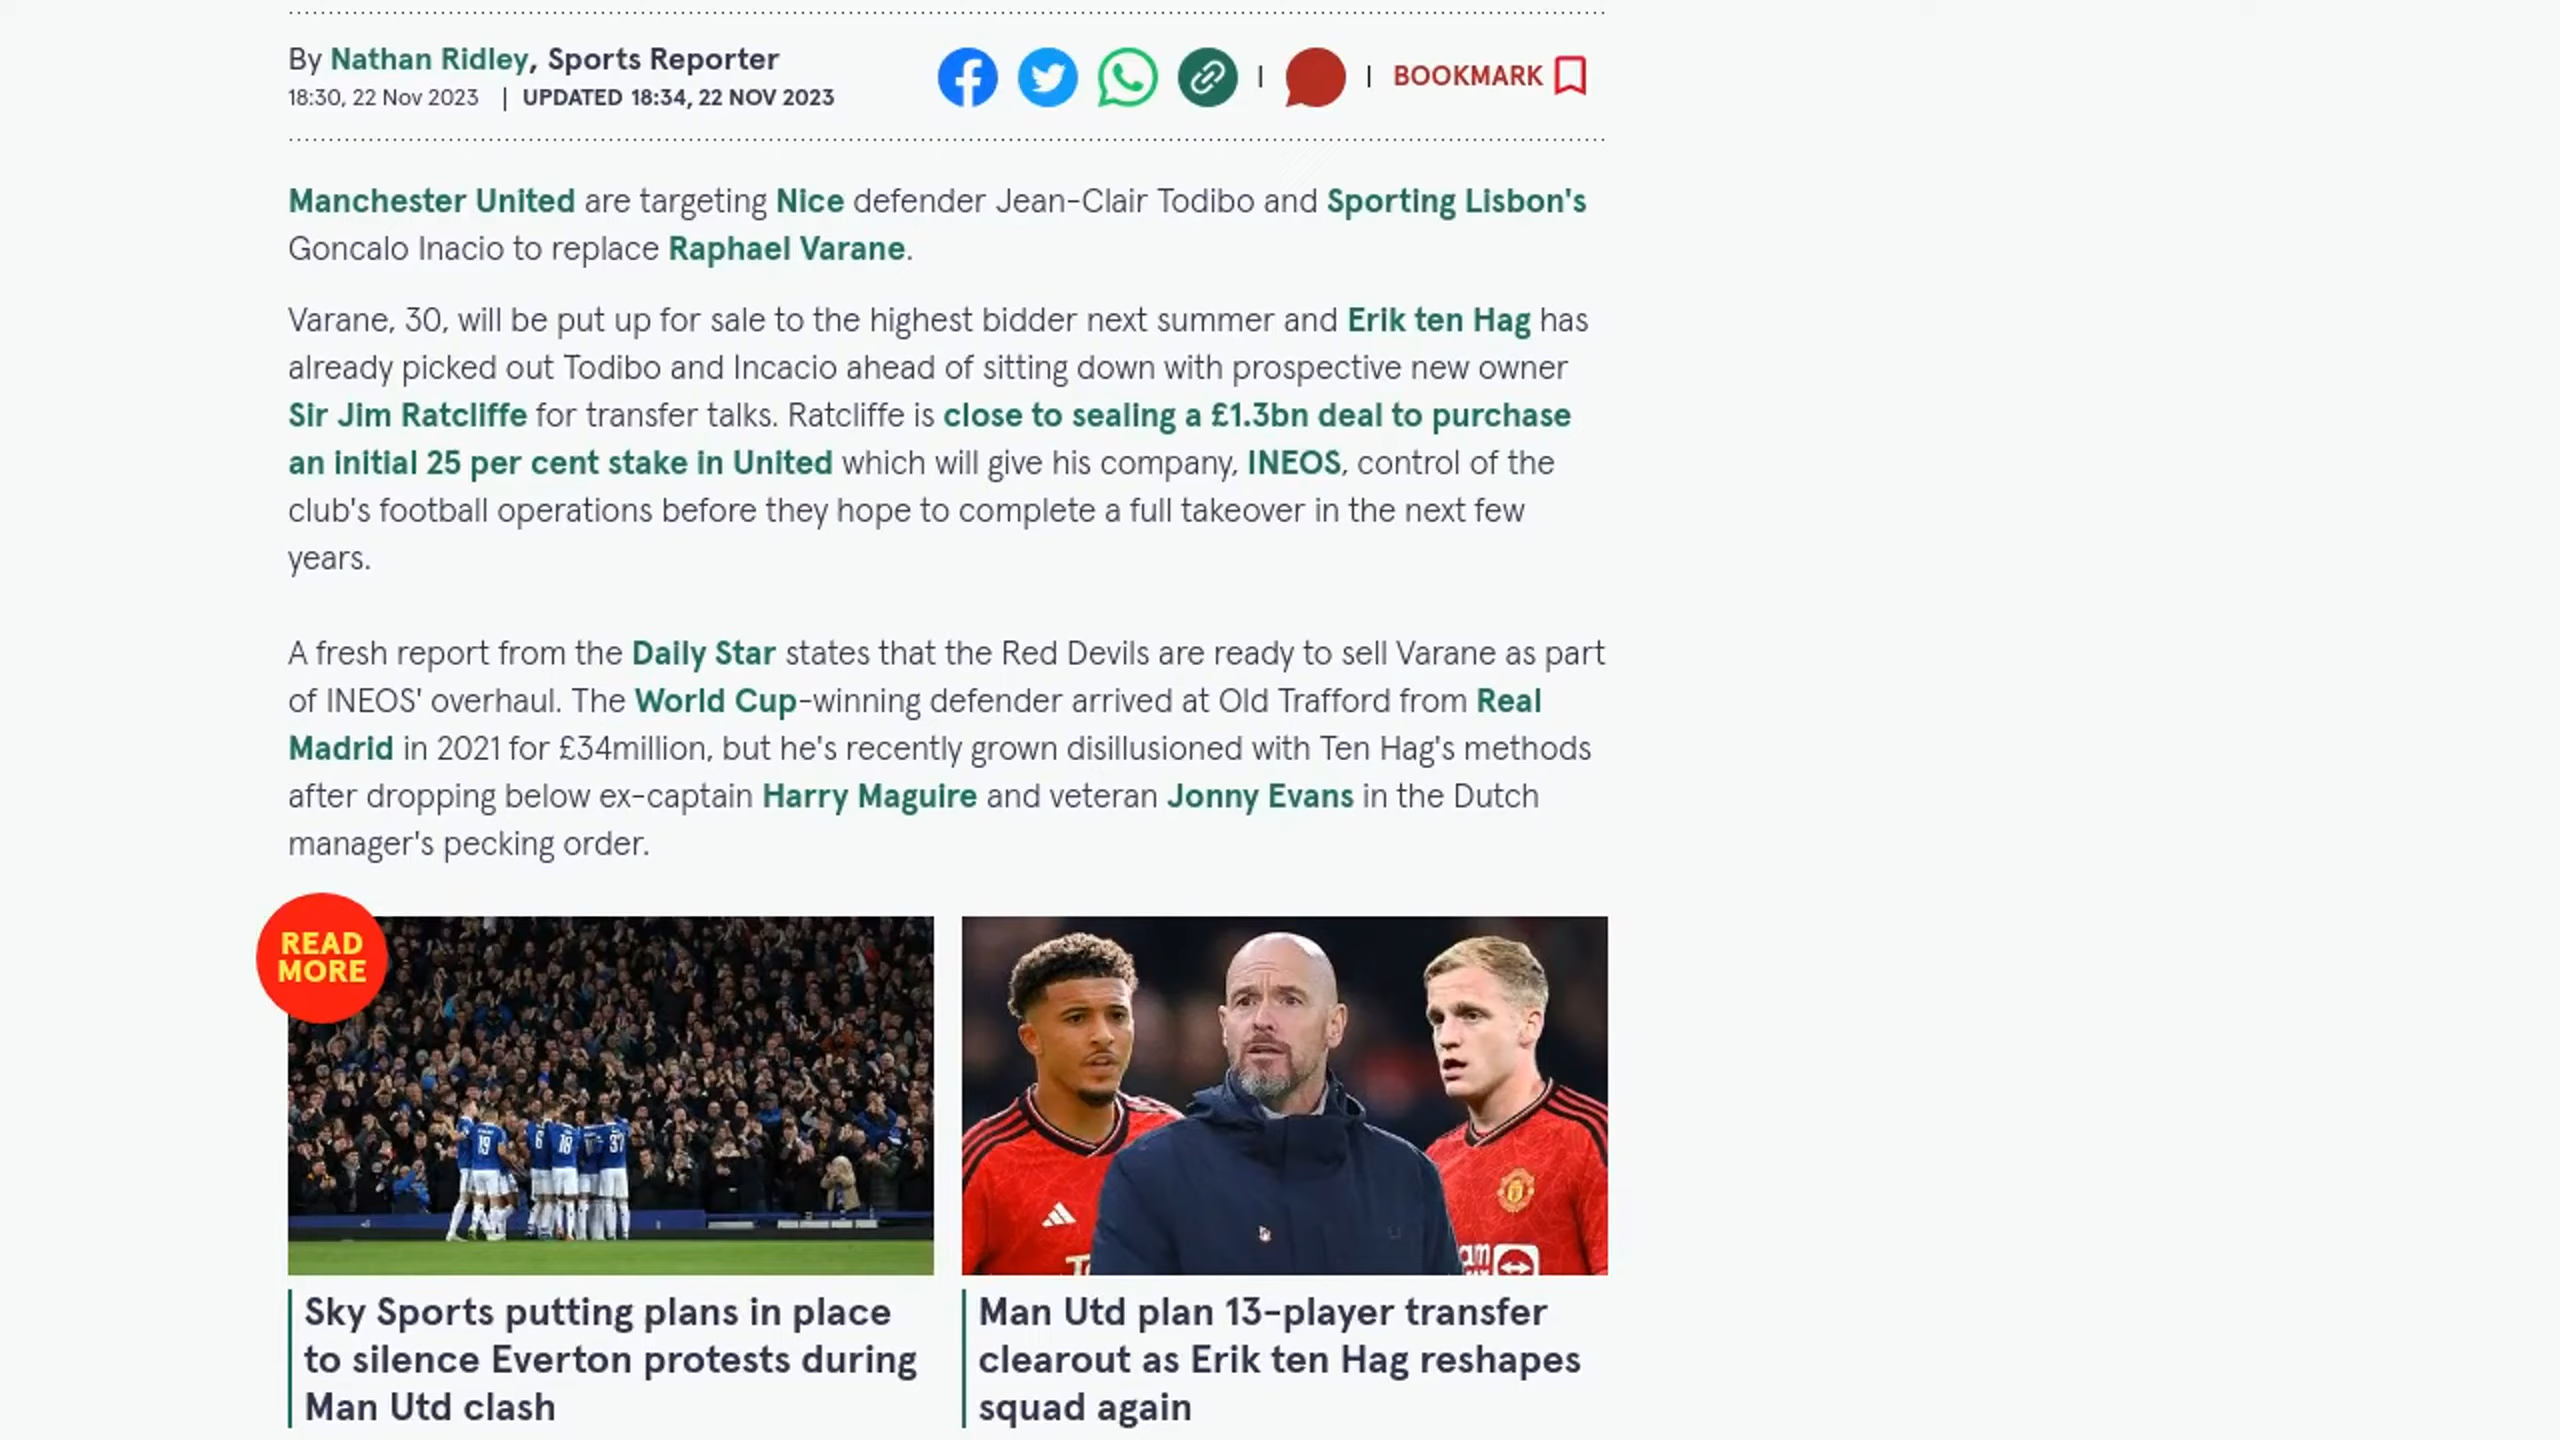 By Nathan Ridley, Sports Reporter
18:30, 22 Nov 2023 | UPDATED 18:34, 22 NOV 2023
| | BOOKMARK
Manchester United are targeting Nice defender Jean-Clair Todibo and Sporting Lisbon's
Goncalo Inacio to replace Raphael Varane.
Varane, 30, will be put up for sale to the highest bidder next summer and Erik ten Hag has
already picked out Todibo and Incacio ahead of sitting down with prospective new owner
Sir Jim Ratcliffe for transfer talks. Ratcliffe is close to sealing a £1.3bn deal to purchase
an initial 25 per cent stake in United which will give his company, INEOS, control of the
club's football operations before they hope to complete a full takeover in the next few
years.
A fresh report from the Daily Star states that the Red Devils are ready to sell Varane as part
of INEOS' overhaul. The World Cup-winning defender arrived at Old Trafford from Real
Madrid in 2021 for £34million, but he's recently grown disillusioned with Ten Hag's methods
after dropping below ex-captain Harry Maguire and veteran Jonny Evans in the Dutch
manager's pecking order.
READ
MORE
19 6 18 37
Sky Sports putting plans in place
to silence Everton protests during
Man Utd clash
Man Utd plan 13-player transfer
clearout as Erik ten Hag reshapes
squad again